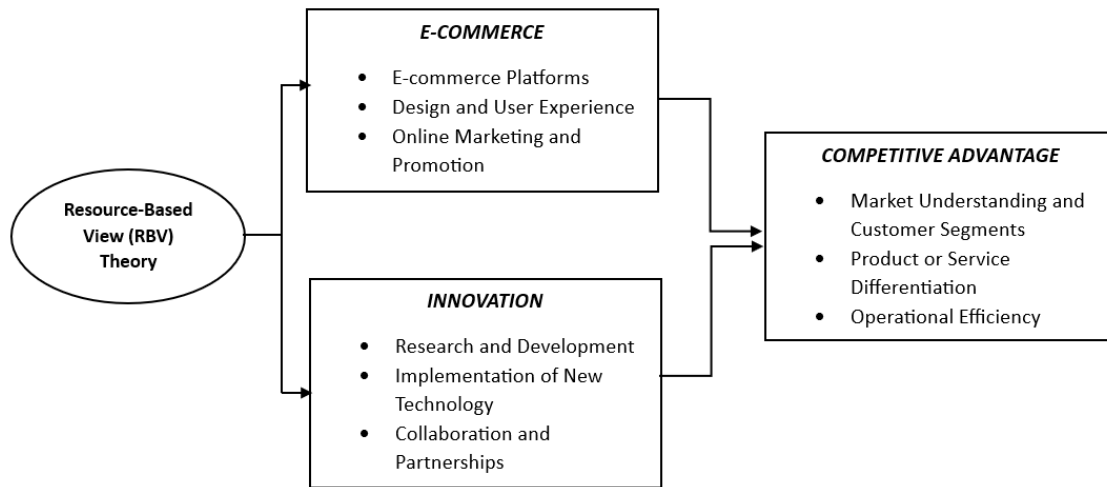 E-COMMERCE
• E-commerce Platforms
• Design and User Experience
• Online Marketing and
Promotion
Resource-Based
View (RBV)
Theory
INNOVATION
• Research and Development
• Implementation of New
Technology
• Collaboration and
Partnerships
COMPETITIVE ADVANTAGE
• Market Understanding and
Customer Segments
• Product or Service
Differentiation
• Operational Efficiency